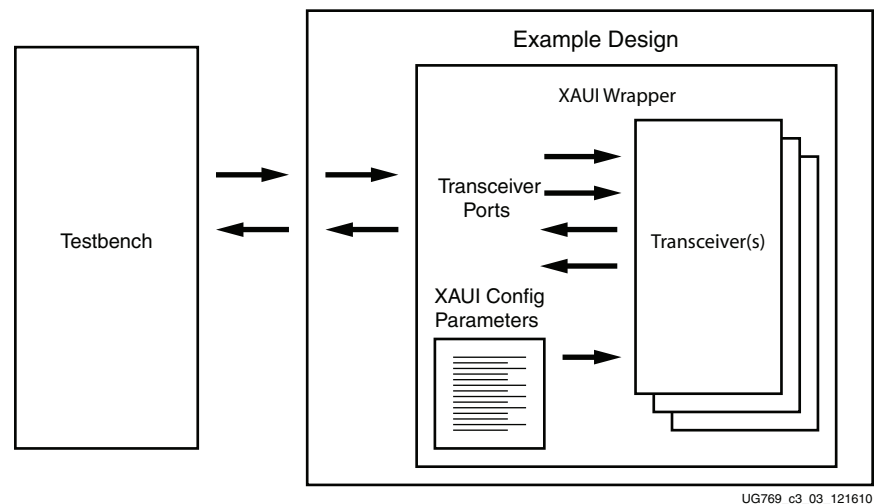 Example Design
XAUI Wrapper
Testbench
Transceiver
Ports
Transceiver(s)
XAUI Config
Parameters
UG769_c3_03_121610